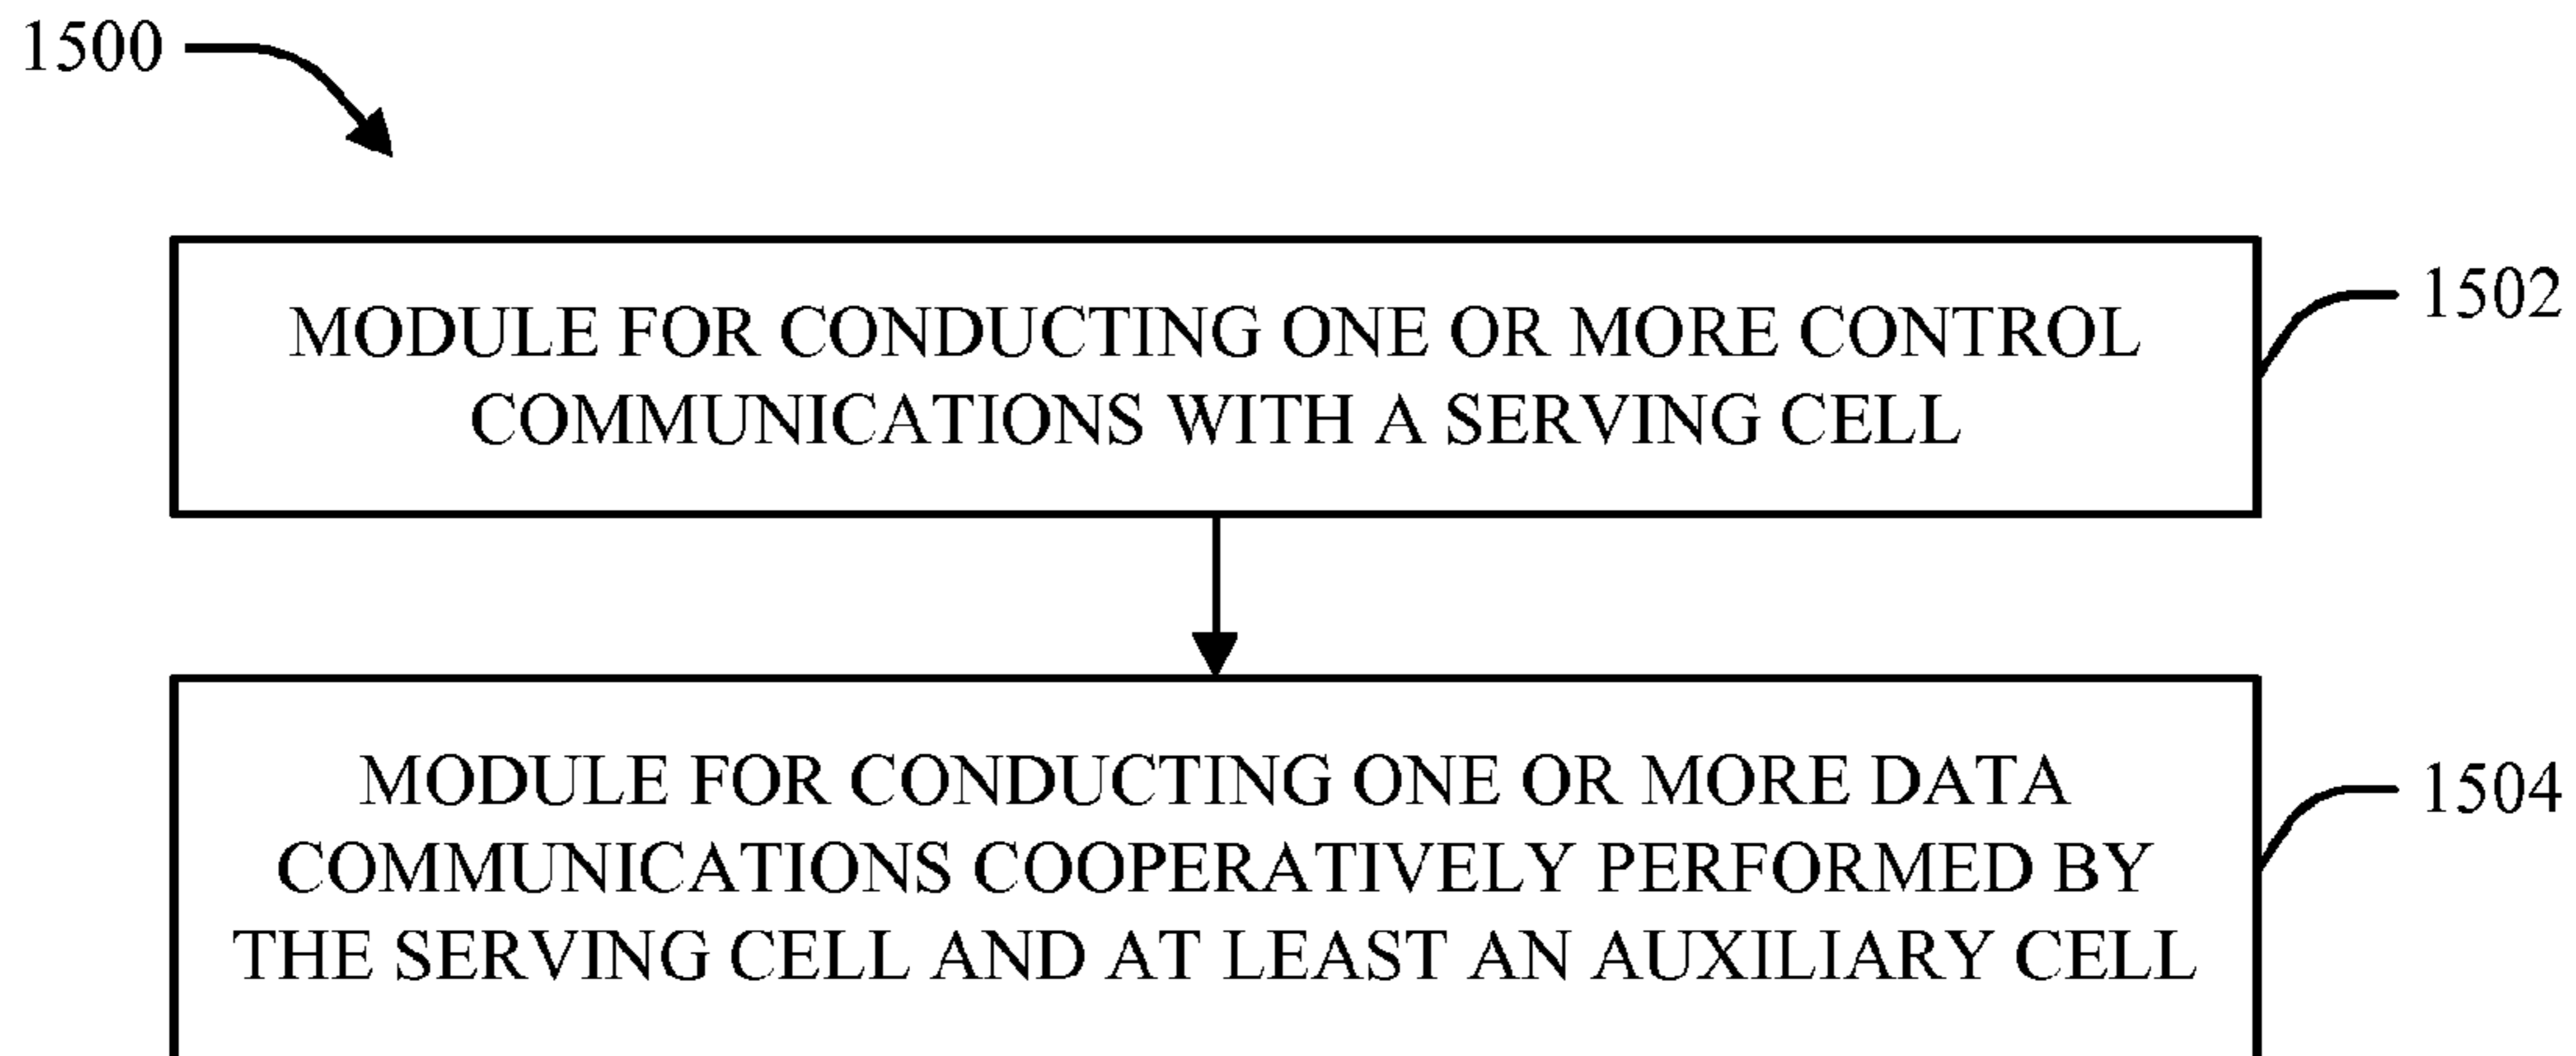 1500
MODULE FOR CONDUCTING ONE OR MORE CONTROL
COMMUNICATIONS WITH A SERVING CELL
1502
MODULE FOR CONDUCTING ONE OR MORE DATA
COMMUNICATIONS COOPERATIVELY PERFORMED BY
THE SERVING CELL AND AT LEAST AN AUXILIARY CELL
1504